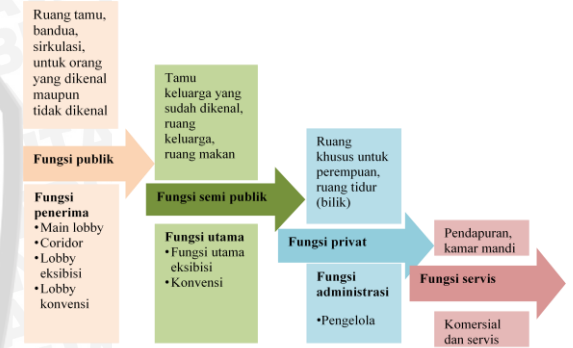 Ruang tamu,
bandua,
sirkulasi,
untuk orang
yang dikenal
maupun
tidak dikenal
Fungsi publik
Fungsi
penerima
•Main lobby
•Coridor
•Lobby
eksibisi
•Lobby
konvensi
Tamu
keluarga yang
sudah dikenal,
ruang
keluarga,
ruang makan
Fungsi semi publik
Fungsi utama
•Fungsi utama
eksibisi
•Konvensi
Ruang
khusus untuk
perempuan,
ruang tidur
(bilik)
Fungsi privat
Fungsi
administrasi
•Pengelola
Pendapuran,
kamar mandi
Fungsi servis
Komersial
dan servis